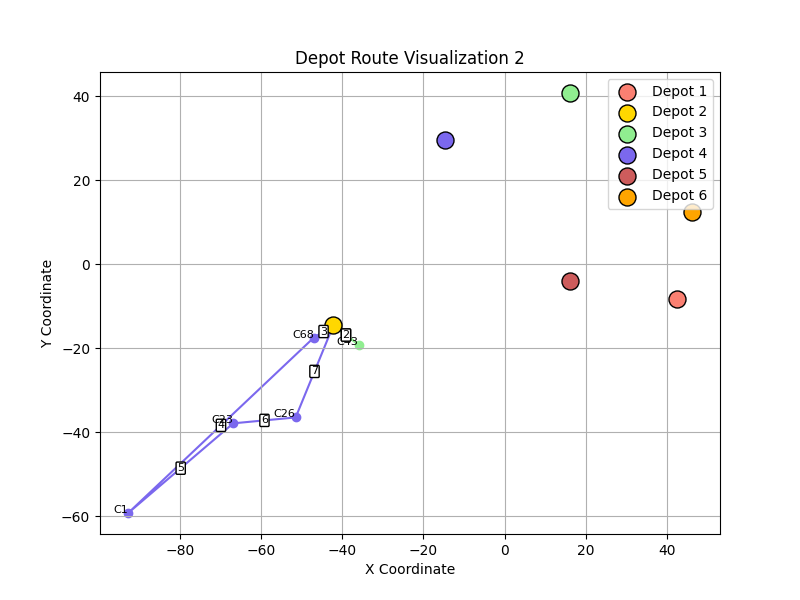 Depot Route Visualization 2
Depot 1
Depot 2
Depot 3
Depot 4
Depot 5
Depot 6
40
20
0
−20
−40
−60
Y Coordinate
C68
3
2
C43
7
C23
4
6
C26
5
C1
−80
−60
−40
−20
0
20
40
X Coordinate